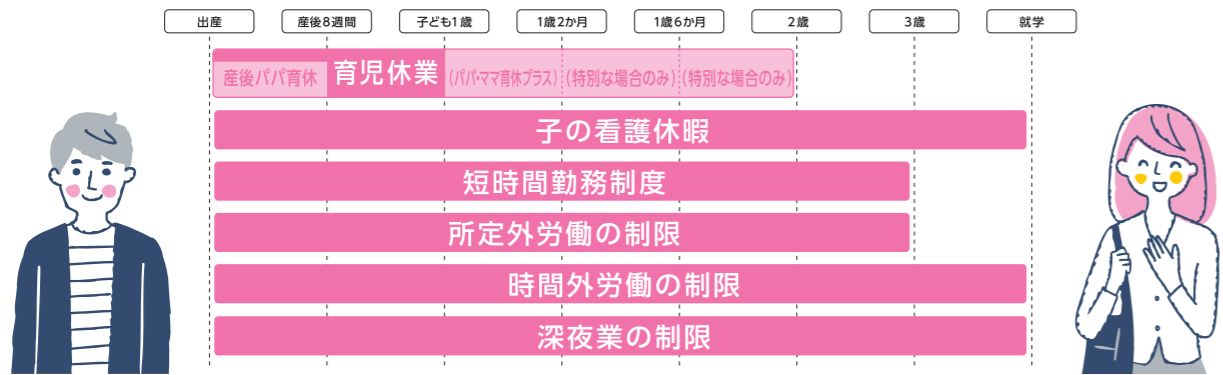 出産 産後8週間 子ども1歳 1歳2か月 1歳6か月 2歳 3歳 就学
産後パパ育休 育児休業 (パパ・ママ育休プラス) (特別な場合のみ) (特別な場合のみ)
子の看護休暇
短時間勤務制度
所定外労働の制限
時間外労働の制限
深夜業の制限